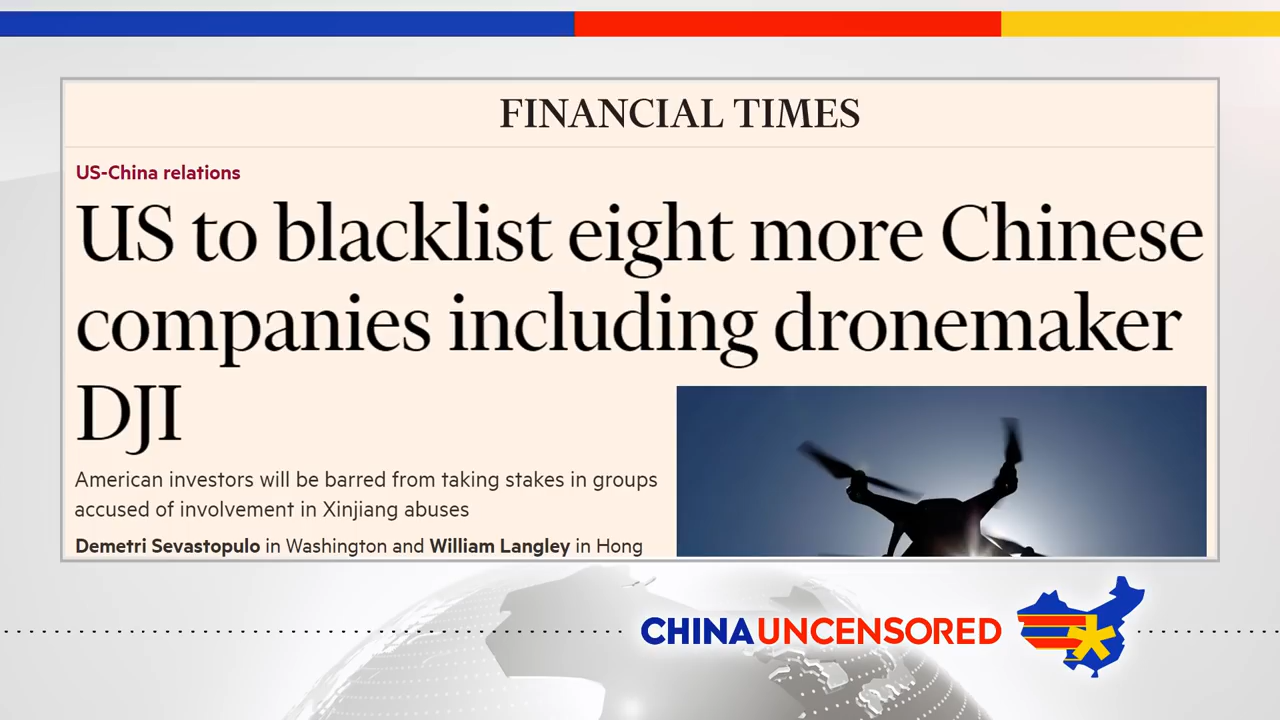 FINANCIAL TIMES
US-China relations
US to blacklist eight more Chinese
companies including dronemaker
DJI
American investors will be barred from taking stakes in groups
accused of involvement in Xinjiang abuses
Demetri Sevastopulo in Washington and William Langley in Hong
CHINA UNCENSORED